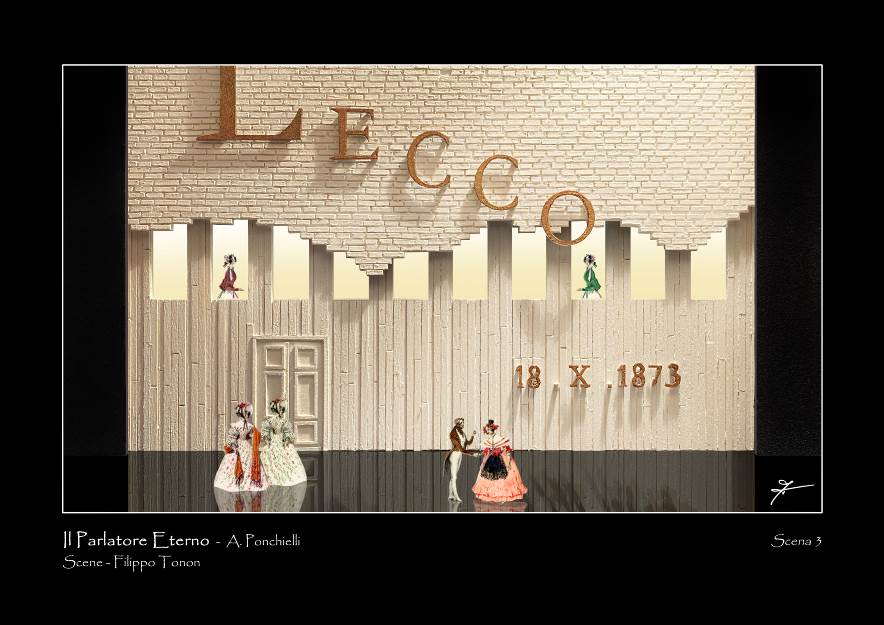 LECCO
18 . X . 1873
Il Parlatore Eterno - A. Ponchielli
Scena 3
Scene - Filippo Tonon